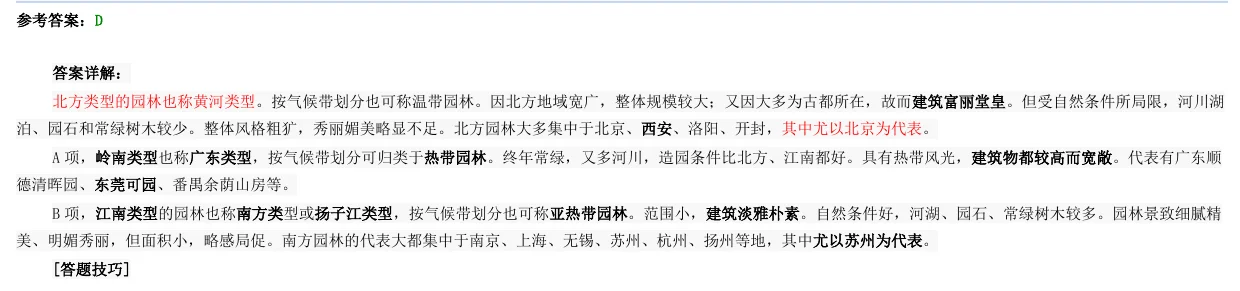 参考答案：D
答案详解：
北方类型的园林也称黄河类型。按气候带划分也可称温带园林。因北方地域宽广，整体规模较大；又因大多为古都所在，故而建筑富丽堂皇。但受自然条件所局限，河川湖
泊、园石和常绿树木较少。整体风格粗犷，秀丽媚美略显不足。北方园林大多集中于北京、西安、洛阳、开封，其中尤以北京为代表。
A 项，岭南类型也称广东类型，按气候带划分可归类于热带园林。终年常绿，又多河川，造园条件比北方、江南都好。具有热带风光，建筑物都较高而宽敞。代表有广东顺
德清晖园、东莞可园、番禺余荫山房等。
B 项，江南类型的园林也称南方类型或扬子江类型，按气候带划分也可称亚热带园林。范围小，建筑淡雅朴素。自然条件好，河湖、园石、常绿树木较多。园林景致细腻精
美、明媚秀丽，但面积小，略感局促。南方园林的代表大都集中于南京、上海、无锡、苏州、杭州、扬州等地，其中尤以苏州为代表。
[答题技巧]